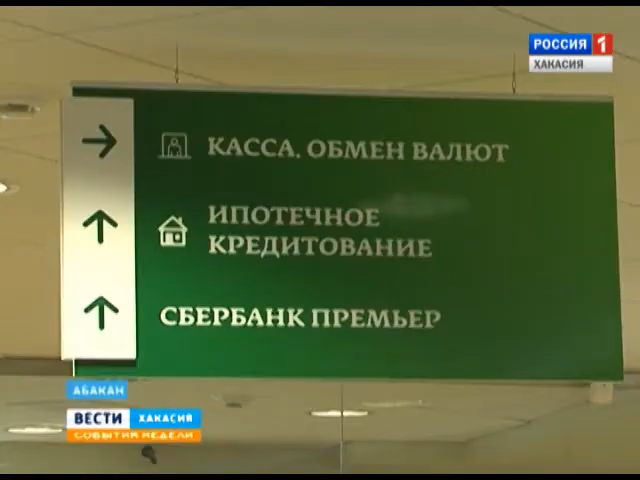 РОССИЯ 1
ХАКАСИЯ
КАССА. ОБМЕН ВАЛЮТ
ИПОТЕЧНОЕ
КРЕДИТОВАНИЕ
СБЕРБАНК ПРЕМЬЕР
АБАКАН
ВЕСТИ ХАКАСИЯ
СОБЫТИЯ НЕДЕЛИ